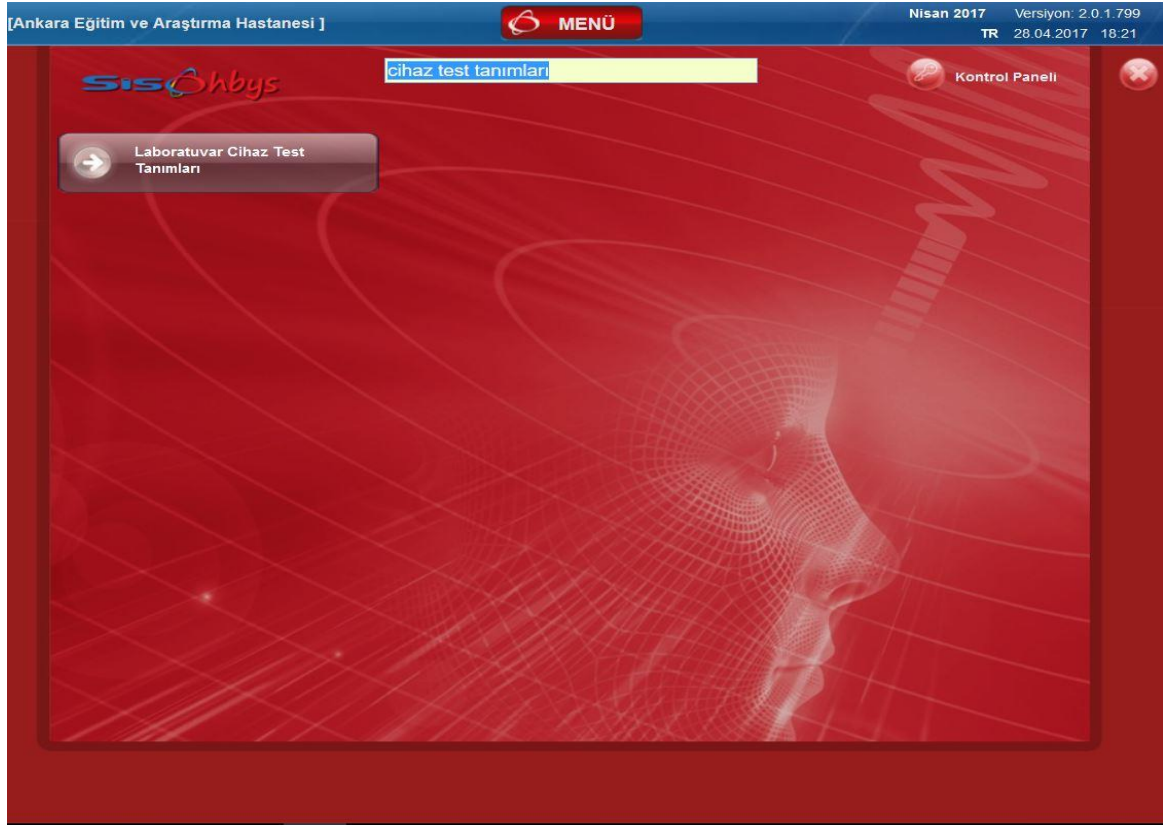 [Ankara Eğitim ve Araştırma Hastanesi ]
MENÜ
Nisan 2017 Versiyon: 2.0.1.799
TR 28.04.2017 18:21
SisOhbys
cihaz test tanımları
Kontrol Paneli
Laboratuvar Cihaz Test
Tanımları